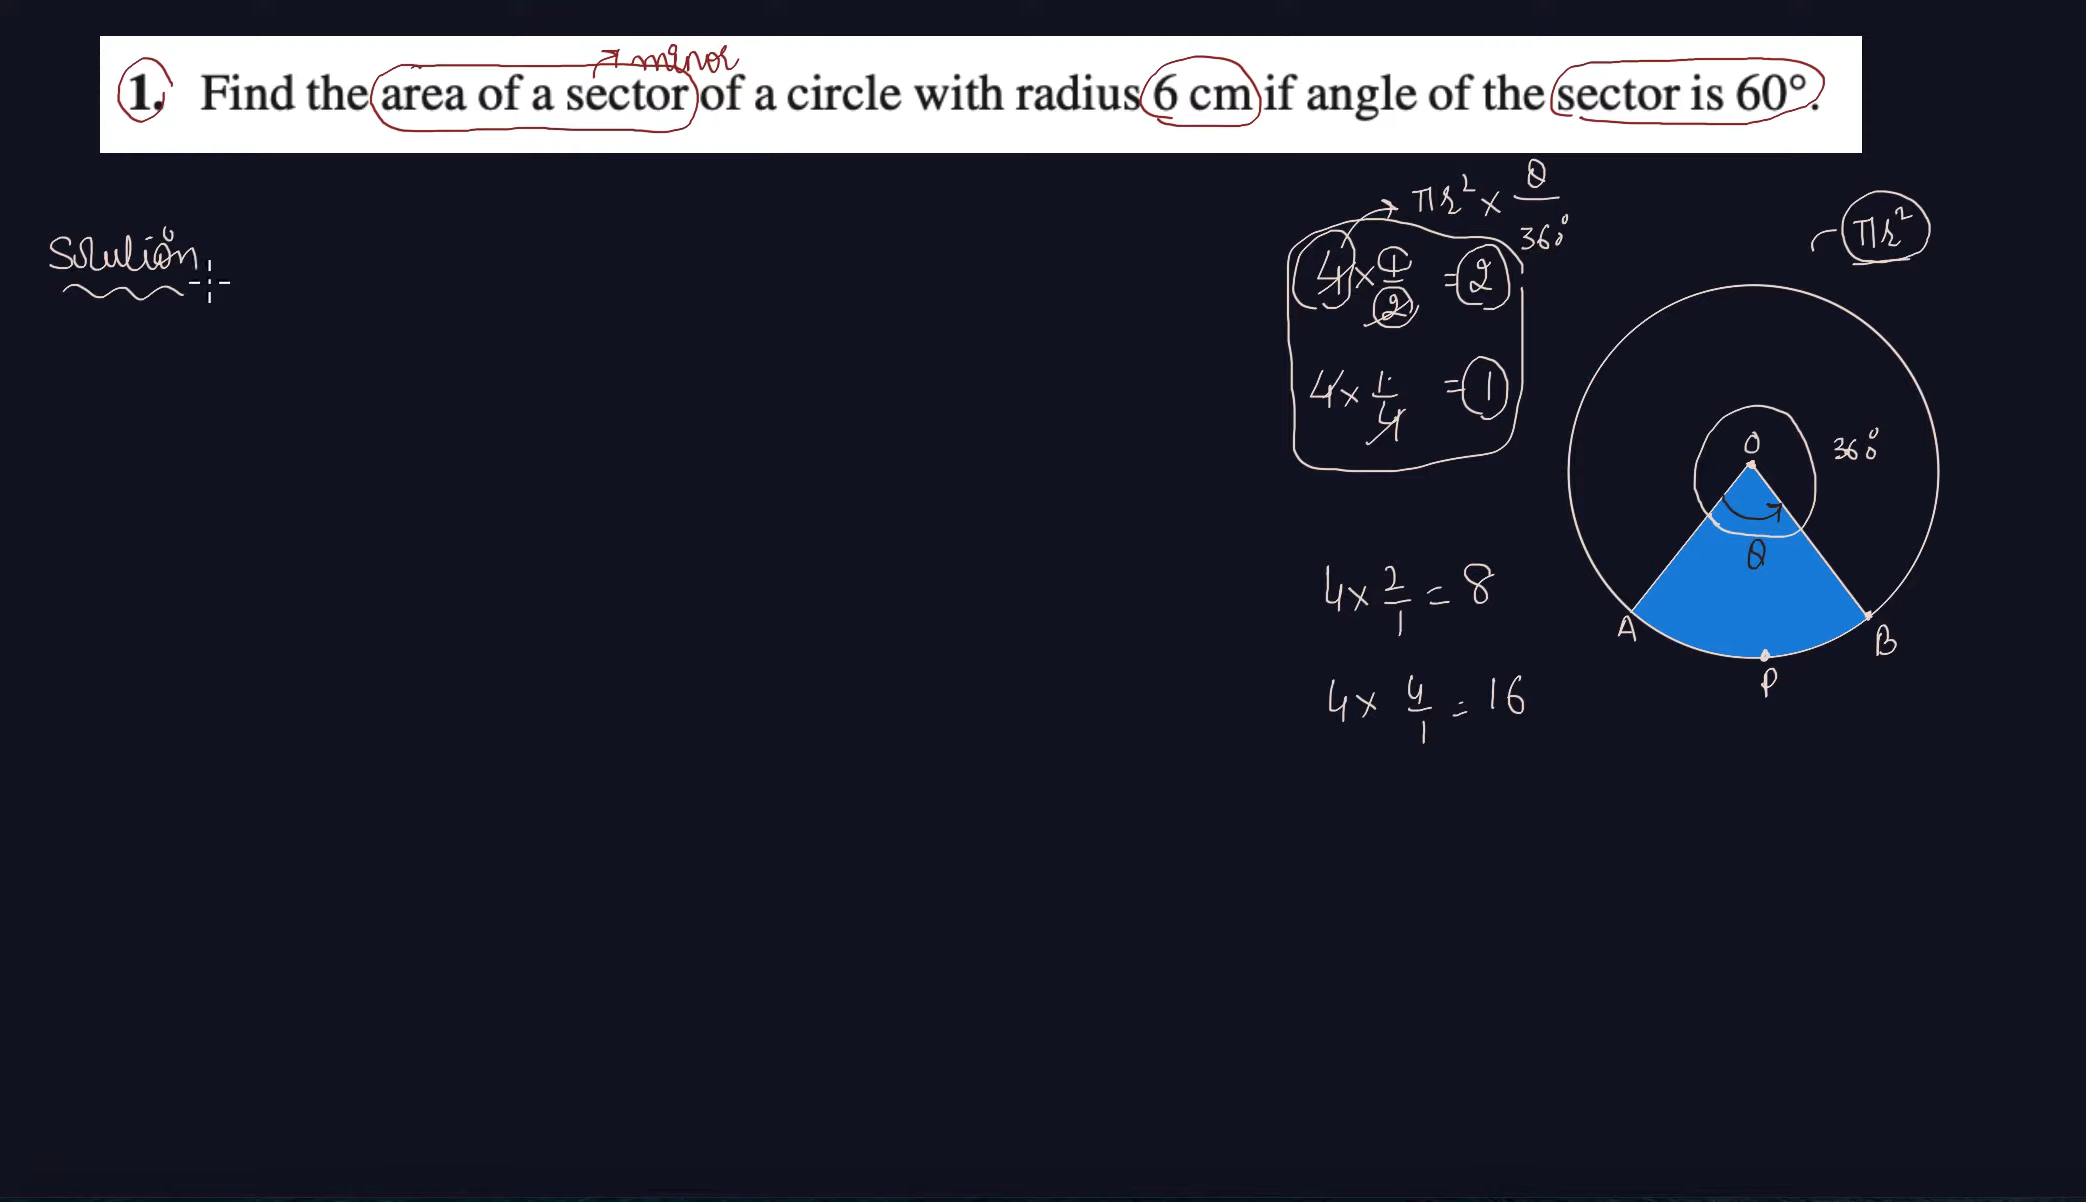 minor
1. Find the area of a sector of a circle with radius 6 cm if angle of the sector is 60°.
Solution
πr² × θ/360°
πr²
4 × 1/2 = 2
4 × 1/4 = 1
O
360°
θ
4 × 2/1 = 8
A
B
P
4 × 4/1 = 16